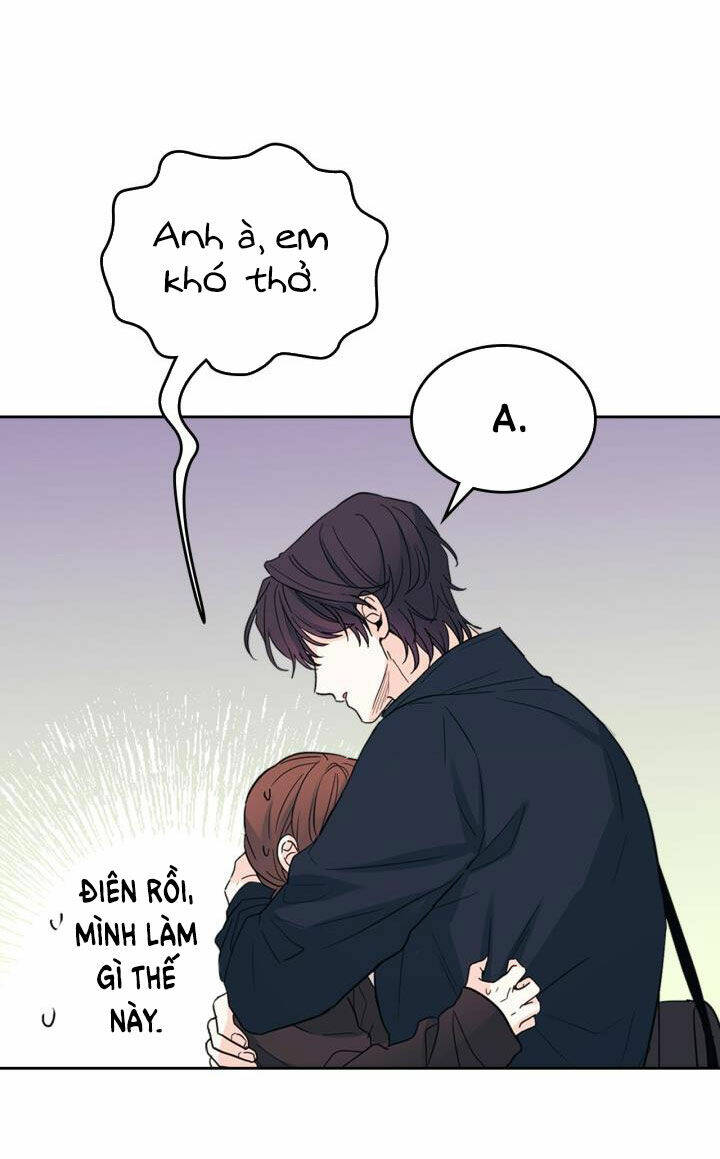 Anh à, em
khó thở.
A.
ĐIÊN RỒI,
MÌNH LÀM
GÌ THẾ
NÀY.